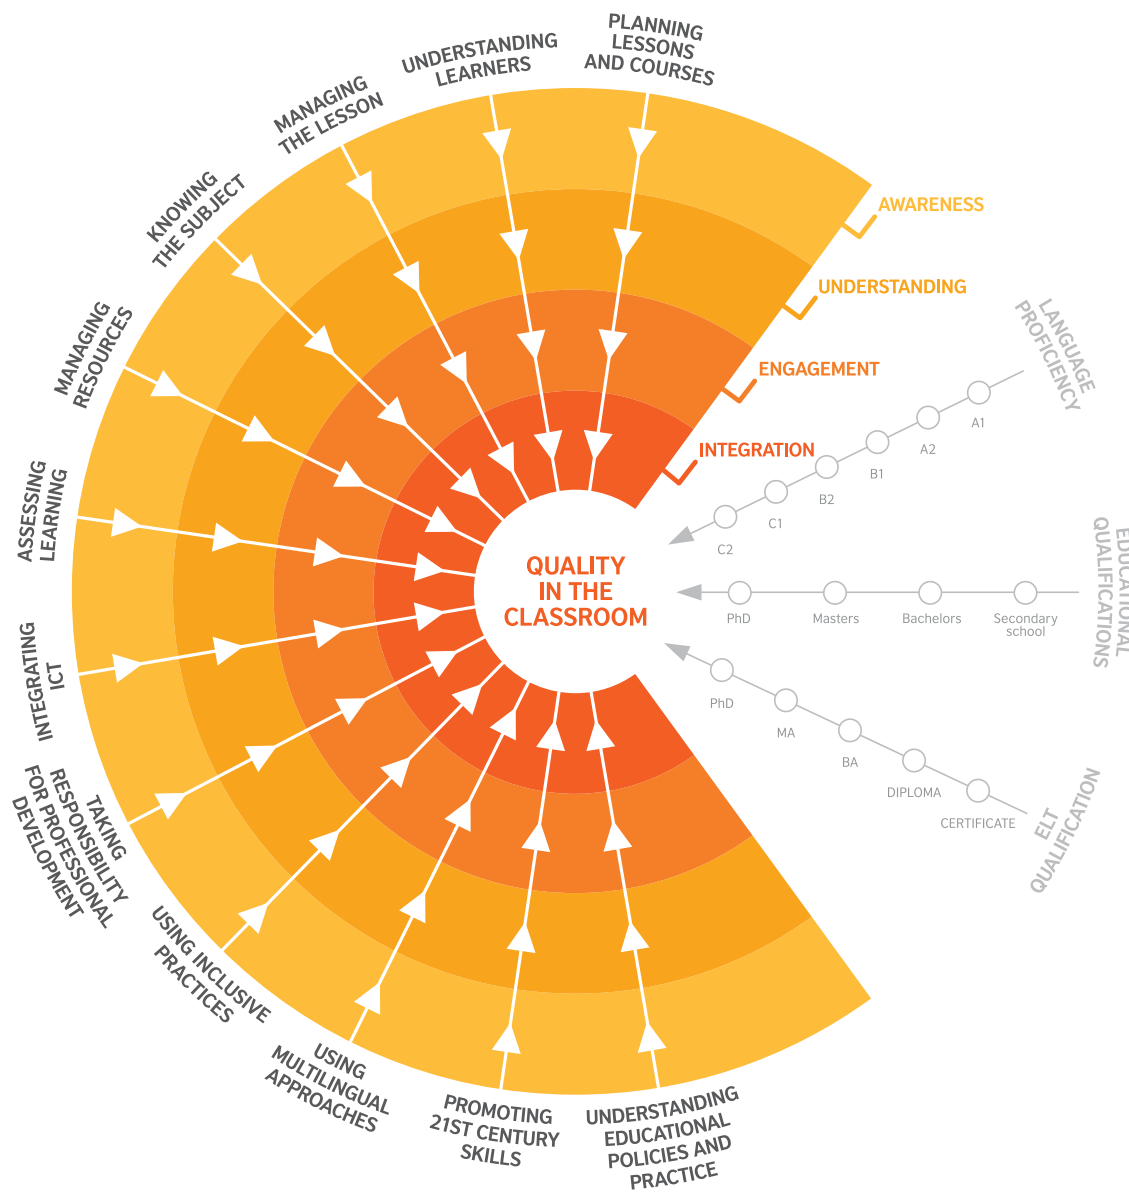 PLANNING
LESSONS
AND COURSES
UNDERSTANDING
LEARNERS
MANAGING
THE LESSON
KNOWING
THE SUBJECT
MANAGING
RESOURCES
ASSESSING
LEARNING
INTEGRATING
ICT
TAKING
RESPONSIBILITY
FOR PROFESSIONAL
DEVELOPMENT
USING INCLUSIVE
PRACTICES
USING
MULTILINGUAL
APPROACHES
PROMOTING
21ST CENTURY
SKILLS
UNDERSTANDING
EDUCATIONAL
POLICIES AND
PRACTICE
AWARENESS
UNDERSTANDING
ENGAGEMENT
INTEGRATION
QUALITY
IN THE
CLASSROOM
LANGUAGE
PROFICIENCY
A1
A2
B1
B2
C1
C2
EDUCATIONAL
QUALIFICATIONS
PhD
Masters
Bachelors
Secondary
school
PhD
MA
BA
DIPLOMA
CERTIFICATE
ELT
QUALIFICATION